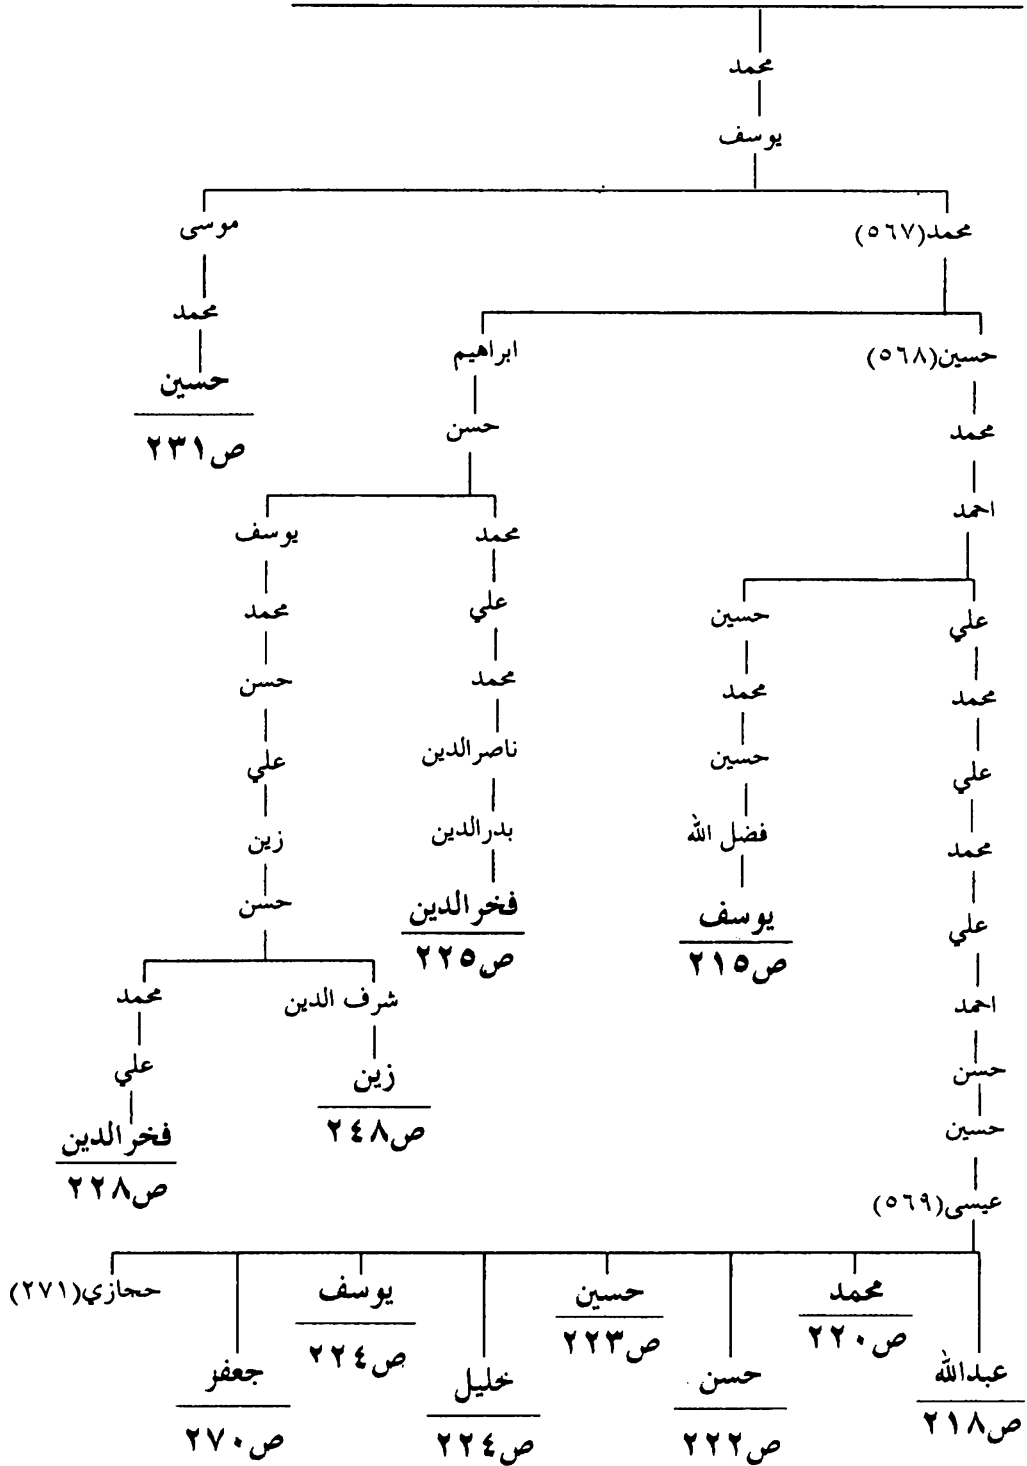 محمد
يوسف
محمد(٥٦٧)
موسى
محمد
حسين
ص٢٣١
حسين(٥٦٨)
ابراهيم
محمد
حسن
احمد
محمد
يوسف
علي
حسين
علي
محمد
محمد
محمد
محمد
حسن
علي
حسين
ناصرالدين
علي
محمد
فضل الله
بدرالدين
زين
علي
يوسف
ص٢١٥
فخرالدين
ص٢٢٥
حسن
احمد
شرف الدين
محمد
حسن
زين
ص٢٤٨
علي
حسين
فخرالدين
ص٢٢٨
عيسى(٥٦٩)
عبدالله
ص٢١٨
محمد
ص٢٢٠
حسن
ص٢٢٢
حسين
ص٢٢٣
خليل
ص٢٢٤
يوسف
ص٢٢٤
جعفر
ص٢٧٠
حجازي(٢٧١)